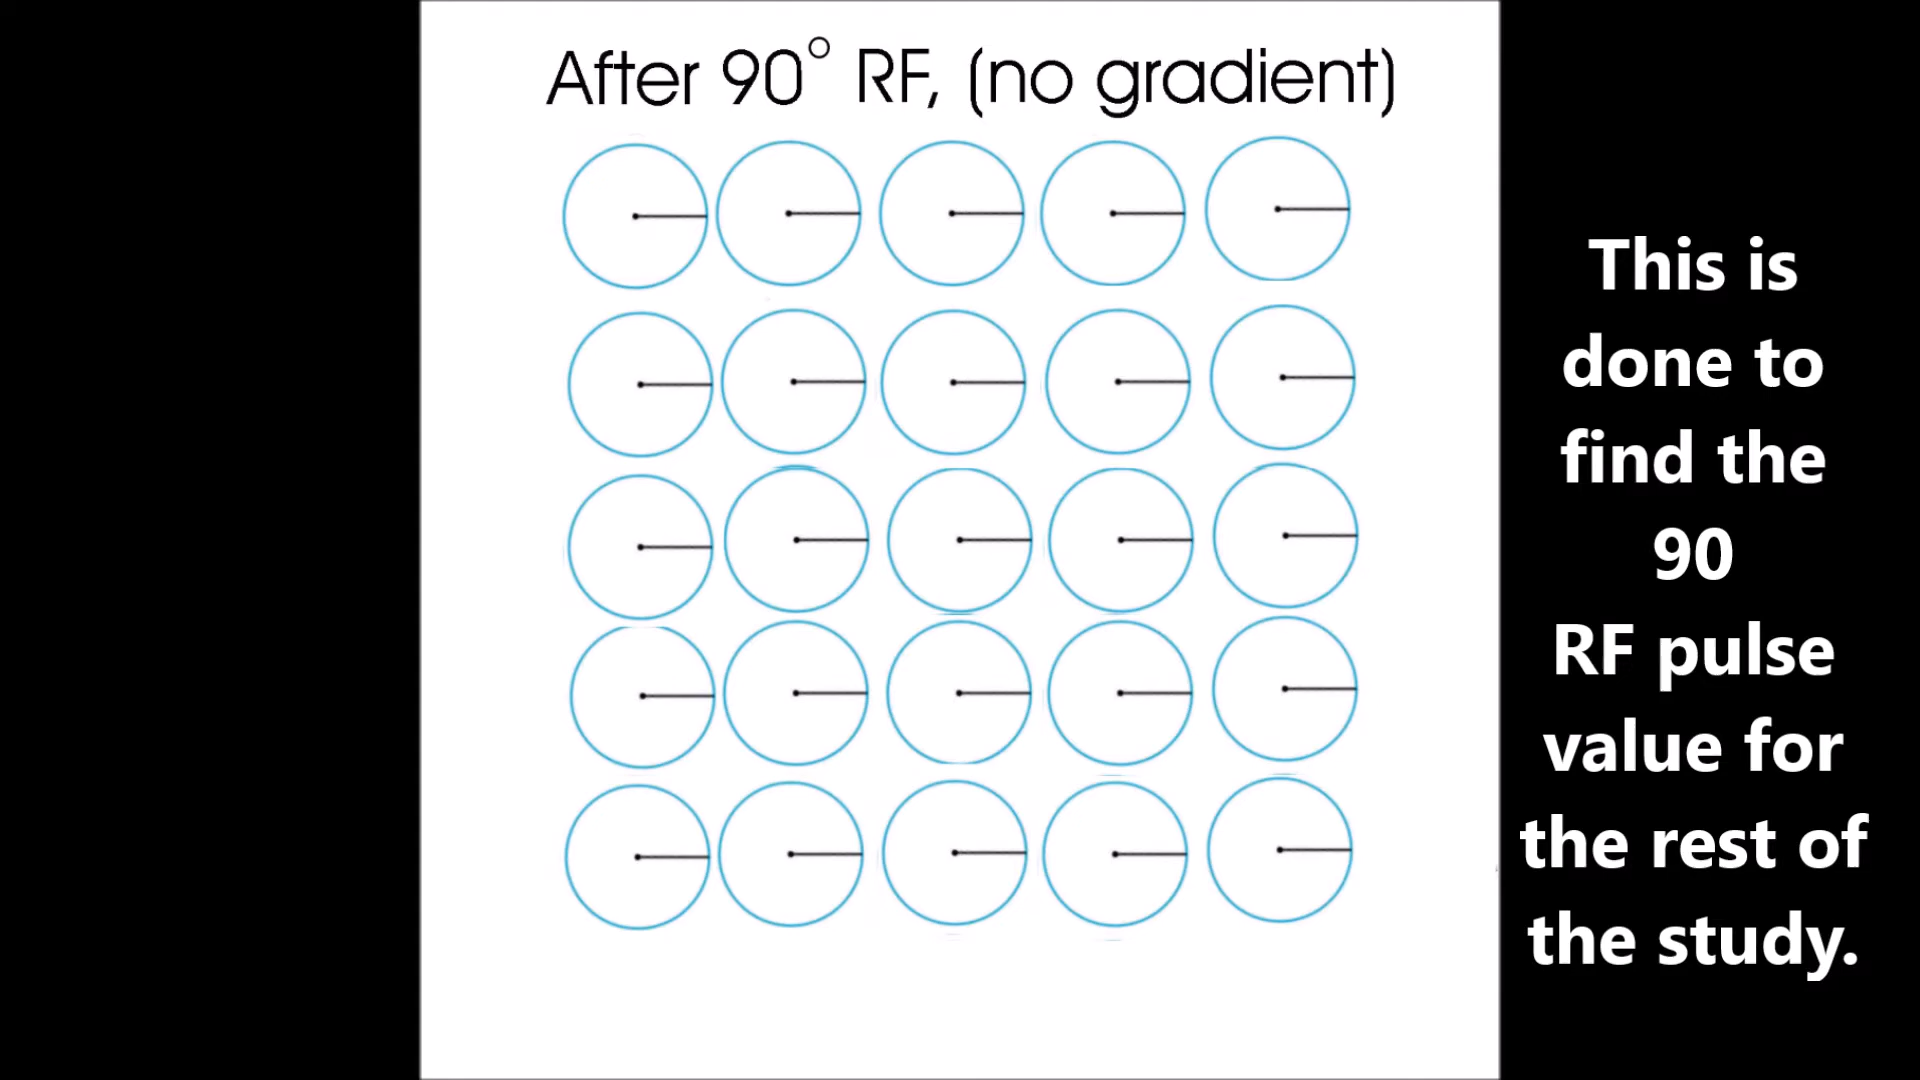 After 90° RF, (no gradient)
This is
done to
find the
90
RF pulse
value for
the rest of
the study.